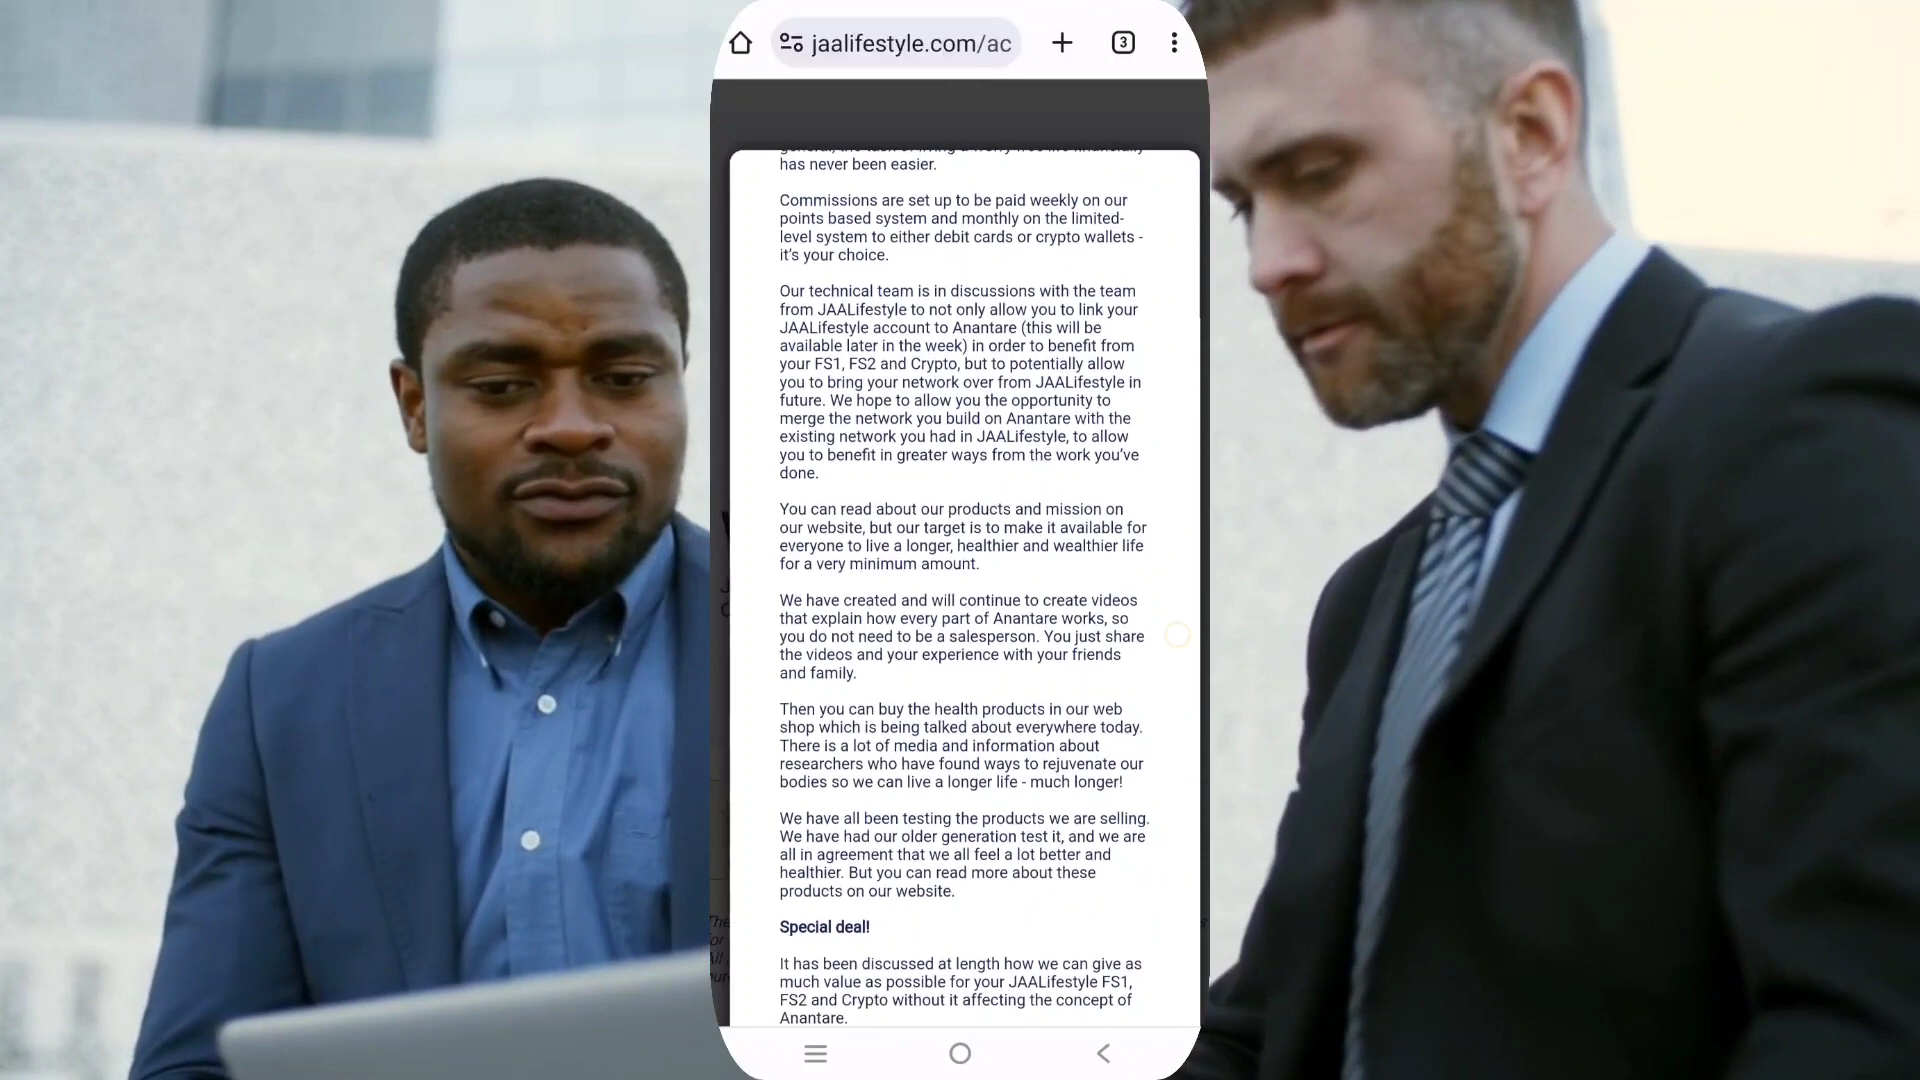 jaalifestyle.com/ac
3
has never been easier.
Commissions are set up to be paid weekly on our
points based system and monthly on the limited-
level system to either debit cards or crypto wallets -
it's your choice.
Our technical team is in discussions with the team
from JAALifestyle to not only allow you to link your
JAALifestyle account to Anantare (this will be
available later in the week) in order to benefit from
your FS1, FS2 and Crypto, but to potentially allow
you to bring your network over from JAALifestyle in
future. We hope to allow you the opportunity to
merge the network you build on Anantare with the
existing network you had in JAALifestyle, to allow
you to benefit in greater ways from the work you've
done.
You can read about our products and mission on
our website, but our target is to make it available for
everyone to live a longer, healthier and wealthier life
for a very minimum amount.
We have created and will continue to create videos
that explain how every part of Anantare works, so
you do not need to be a salesperson. You just share
the videos and your experience with your friends
and family.
Then you can buy the health products in our web
shop which is being talked about everywhere today.
There is a lot of media and information about
researchers who have found ways to rejuvenate our
bodies so we can live a longer life - much longer!
We have all been testing the products we are selling.
We have had our older generation test it, and we are
all in agreement that we all feel a lot better and
healthier. But you can read more about these
products on our website.
Special deal!
It has been discussed at length how we can give as
much value as possible for your JAALifestyle FS1,
FS2 and Crypto without it affecting the concept of
Anantare.